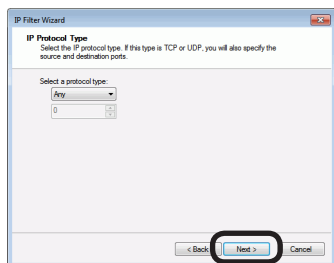 IP Filter Wizard
IP Protocol Type
Select the IP protocol type. If this type is TCP or UDP, you will also specify the
source and destination ports.
Select a protocol type:
Any
0
< Back
Next >
Cancel